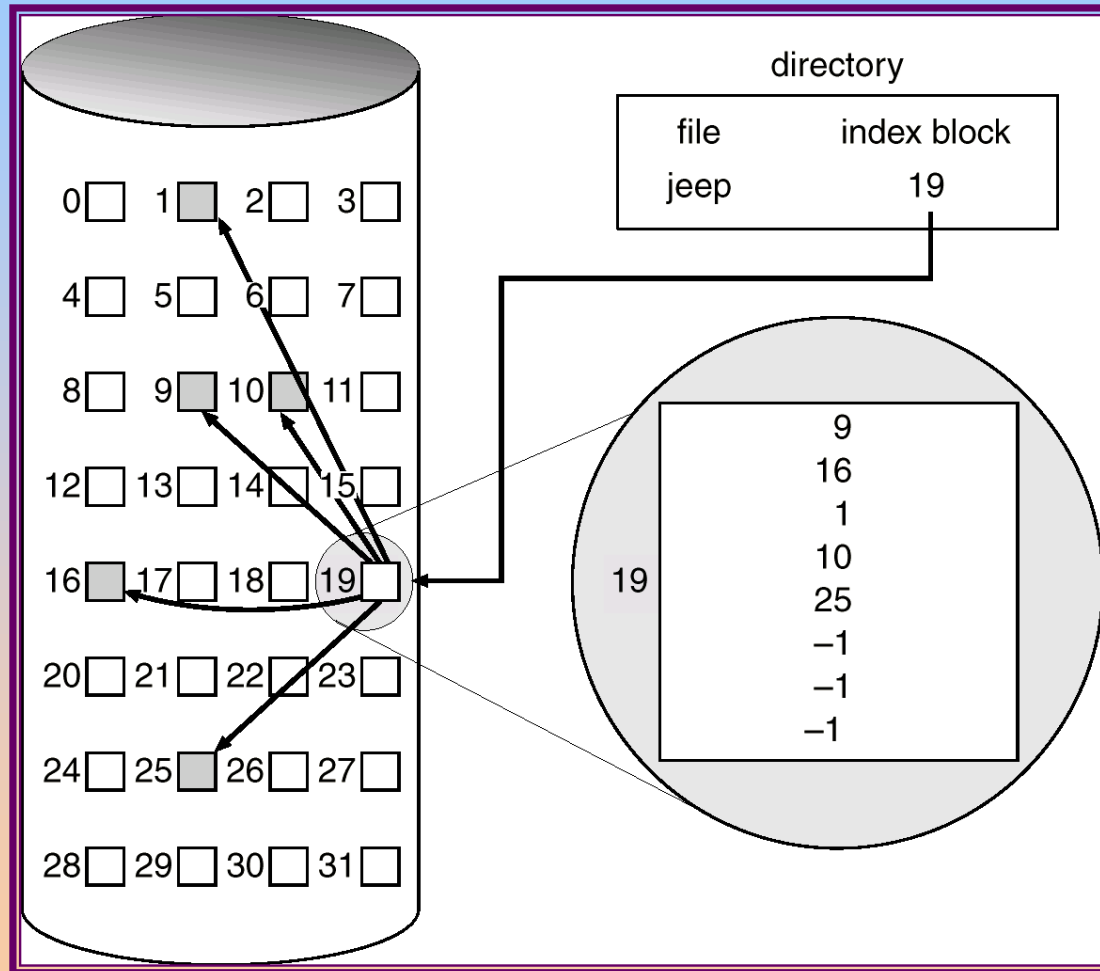 directory
file index block
jeep 19
0 1 2 3
4 5 6 7
8 9 10 11
12 13 14 15
16 17 18 19
20 21 22 23
24 25 26 27
28 29 30 31
19
9
16
1
10
25
–1
–1
–1